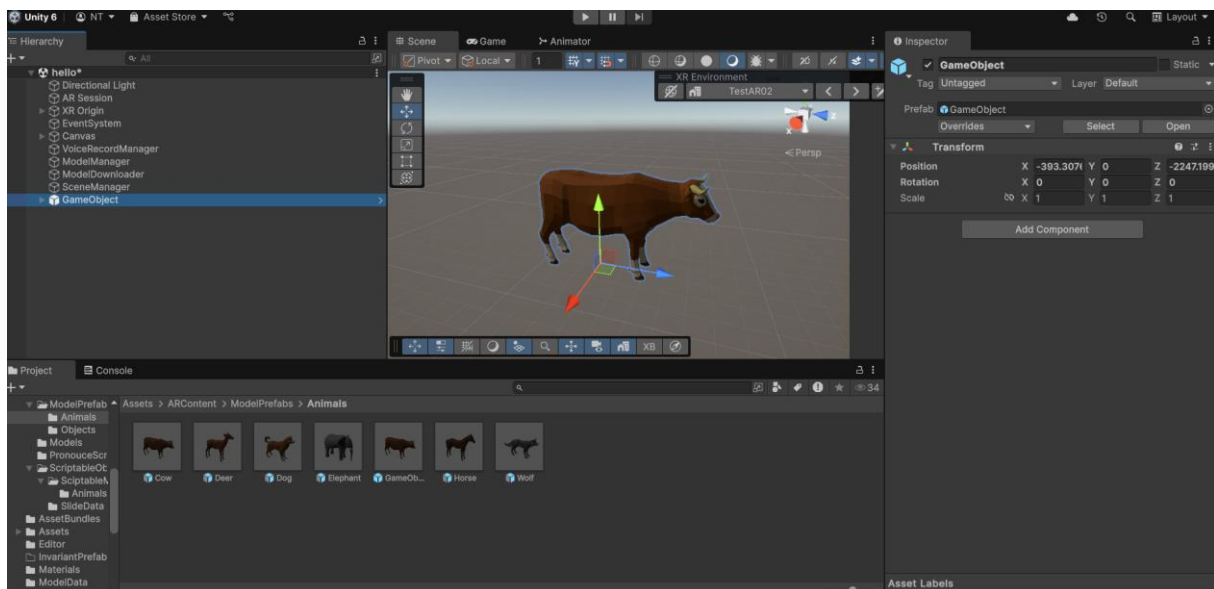 Unity 6 NT Asset Store Layout
Hierarchy
All
hello*
Directional Light
AR Session
XR Origin
EventSystem
Canvas
VoiceRecordManager
ModelManager
ModelDownloader
SceneManager
GameObject
Scene Game Animator
Pivot Local 1
XR Environment
TestAR02
x z
Persp
XB
Inspector
GameObject Static
Tag Untagged Layer Default
Prefab GameObject
Overrides Select Open
Transform
Position X -393.307 Y 0 Z -2247.199
Rotation X 0 Y 0 Z 0
Scale X 1 Y 1 Z 1
Add Component
Asset Labels
Project Console
34
ModelPrefab
Animals
Objects
Models
PronouceScr
ScriptableOb
Sciptable
Animals
SlideData
AssetBundles
Assets
Editor
InvariantPrefab
Materials
ModelData
Assets > ARContent > ModelPrefabs > Animals
Cow Deer Dog Elephant GameOb... Horse Wolf